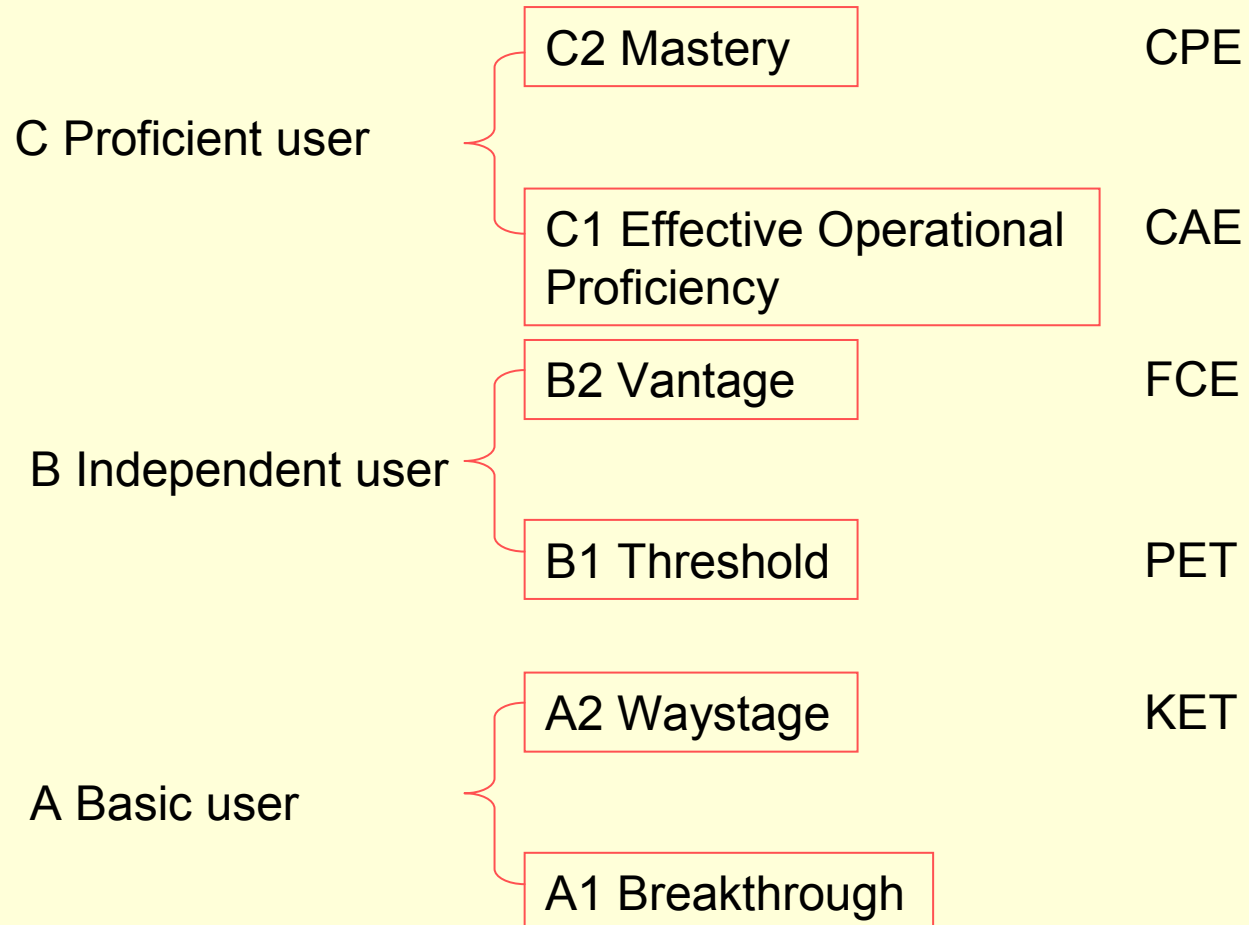 C2 Mastery CPE
C Proficient user
C1 Effective Operational CAE
Proficiency
B2 Vantage FCE
B Independent user
B1 Threshold PET
A2 Waystage KET
A Basic user
A1 Breakthrough